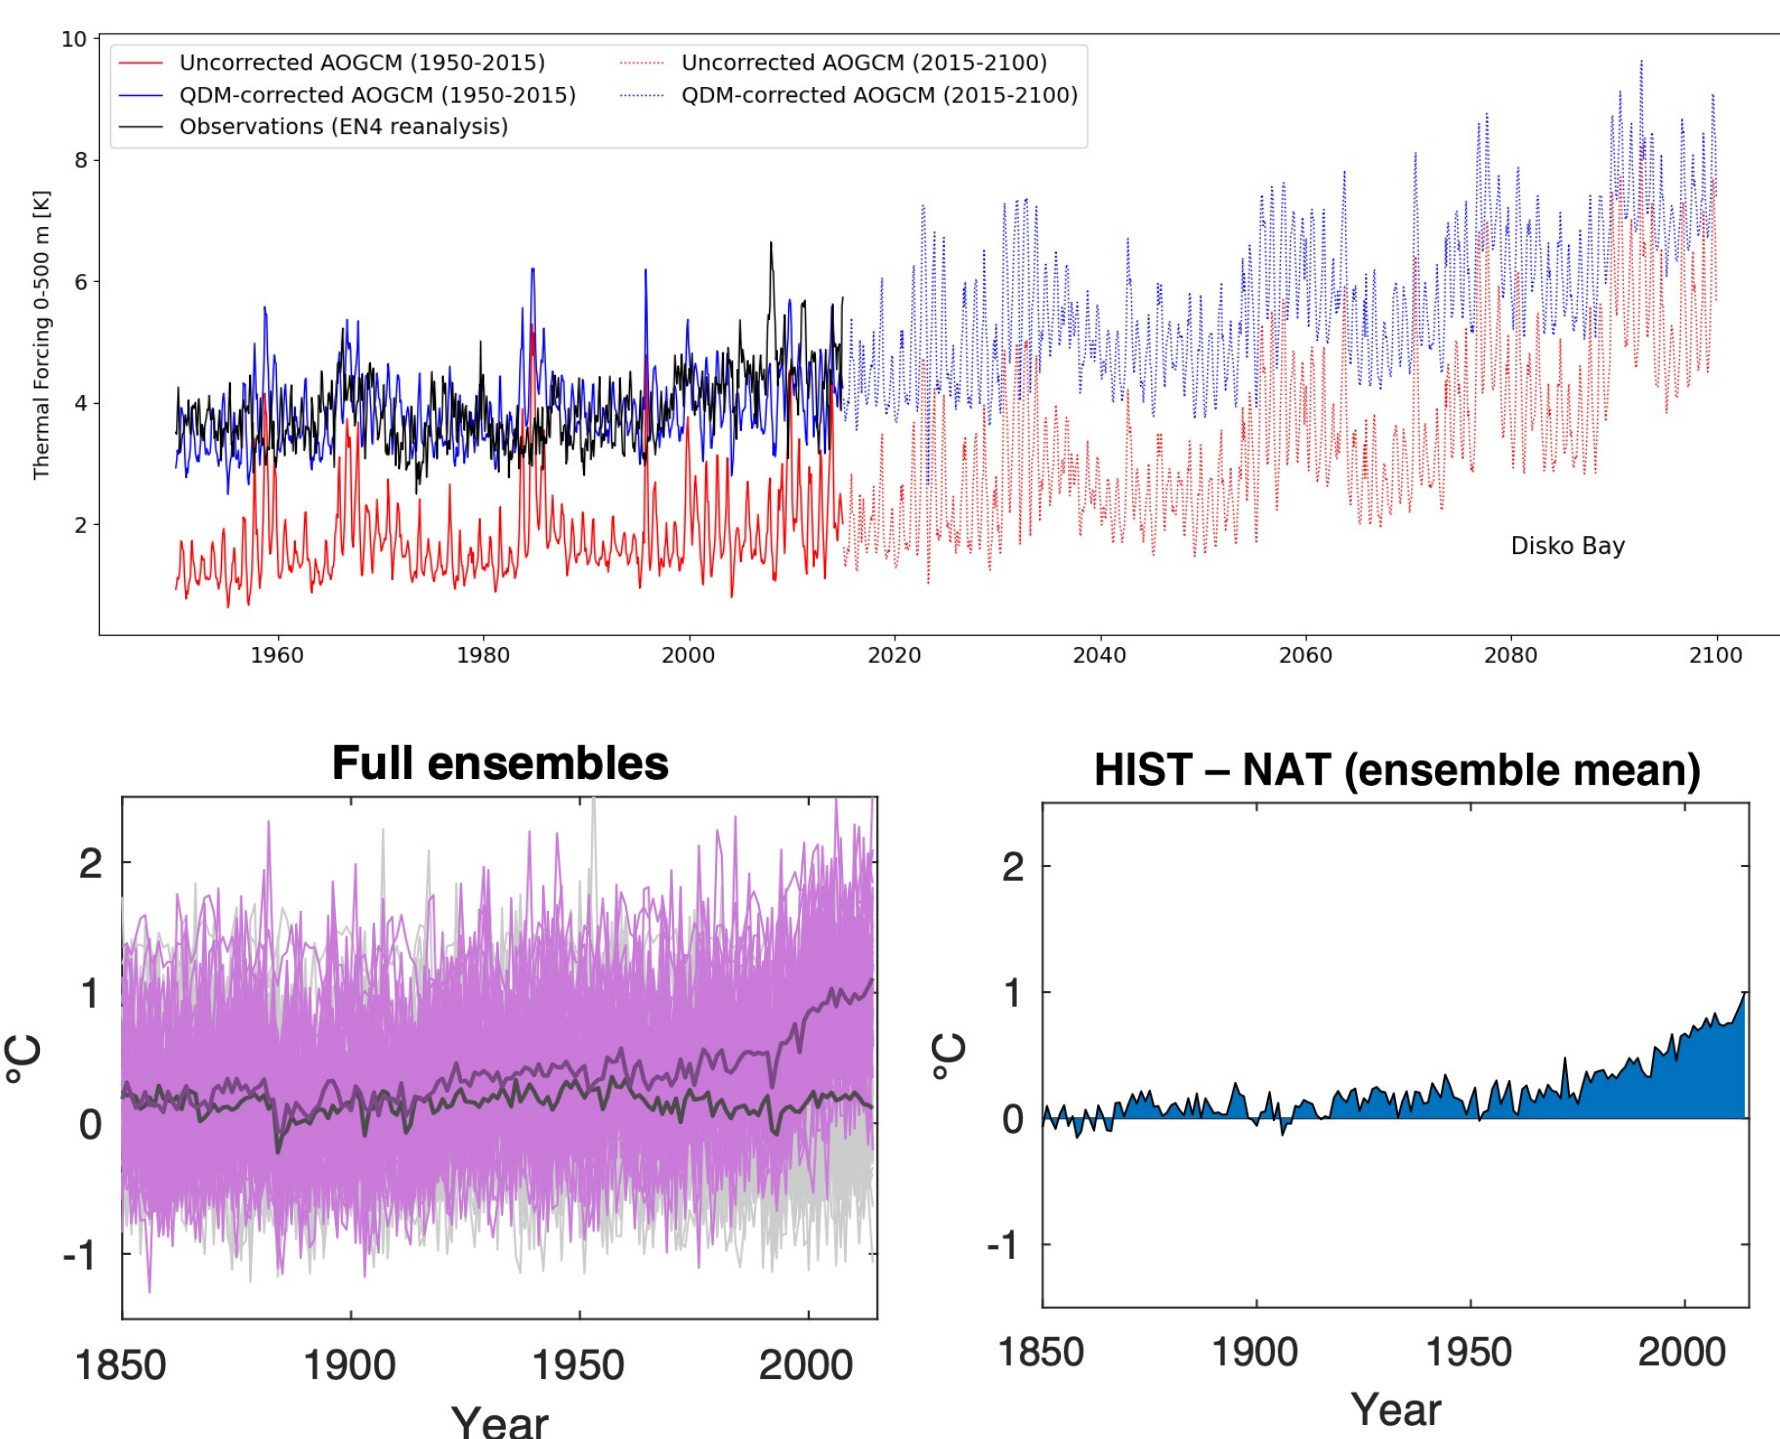 10
8
6
4
2
Thermal Forcing 0-500 m [K]
Uncorrected AOGCM (1950-2015)
QDM-corrected AOGCM (1950-2015)
Observations (EN4 reanalysis)
Uncorrected AOGCM (2015-2100)
QDM-corrected AOGCM (2015-2100)
Disko Bay
1960 1980 2000 2020 2040 2060 2080 2100
Full ensembles
2
1
0
-1
°C
1850 1900 1950 2000
Year
HIST – NAT (ensemble mean)
2
1
0
-1
°C
1850 1900 1950 2000
Year